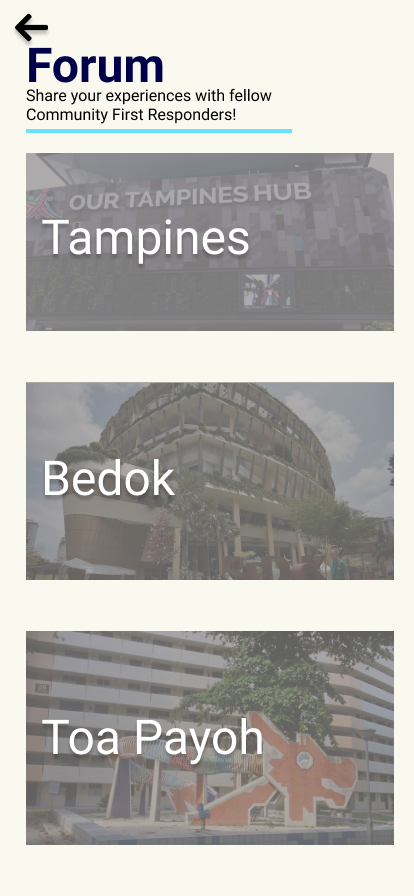 Forum
Share your experiences with fellow
Community First Responders!
OUR TAMPINES HUB
Tampines
Bedok
Toa Payoh